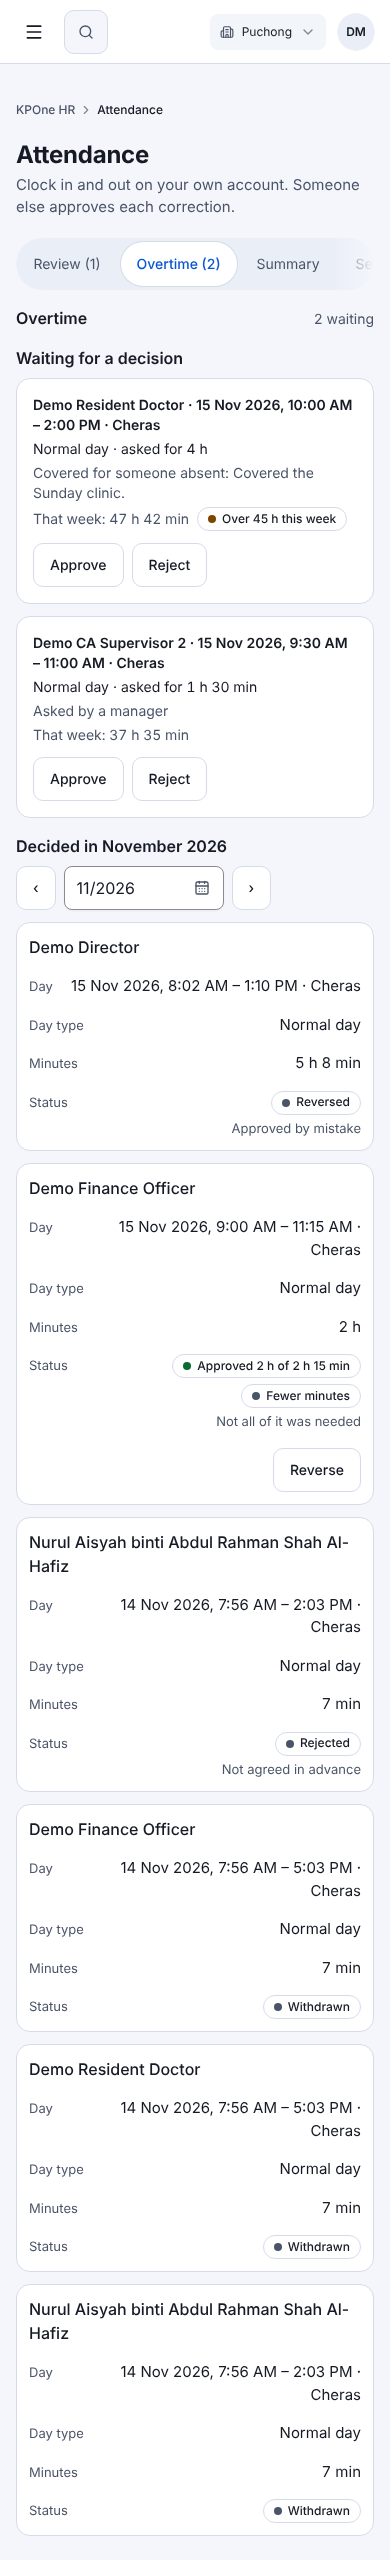 Puchong
DM
KPOne HR > Attendance
Attendance
Clock in and out on your own account. Someone
else approves each correction.
Review (1)
Overtime (2)
Summary
Overtime
2 waiting
Waiting for a decision
Demo Resident Doctor · 15 Nov 2026, 10:00 AM
– 2:00 PM · Cheras
Normal day · asked for 4 h
Covered for someone absent: Covered the
Sunday clinic.
That week: 47 h 42 min
Over 45 h this week
Approve
Reject
Demo CA Supervisor 2 · 15 Nov 2026, 9:30 AM
– 11:00 AM · Cheras
Normal day · asked for 1 h 30 min
Asked by a manager
That week: 37 h 35 min
Approve
Reject
Decided in November 2026
‹
11/2026
›
Demo Director
Day
15 Nov 2026, 8:02 AM – 1:10 PM · Cheras
Day type
Normal day
Minutes
5 h 8 min
Status
Reversed
Approved by mistake
Demo Finance Officer
Day
15 Nov 2026, 9:00 AM – 11:15 AM ·
Cheras
Day type
Normal day
Minutes
2 h
Status
Approved 2 h of 2 h 15 min
Fewer minutes
Not all of it was needed
Reverse
Nurul Aisyah binti Abdul Rahman Shah Al-
Hafiz
Day
14 Nov 2026, 7:56 AM – 2:03 PM ·
Cheras
Day type
Normal day
Minutes
7 min
Status
Rejected
Not agreed in advance
Demo Finance Officer
Day
14 Nov 2026, 7:56 AM – 5:03 PM ·
Cheras
Day type
Normal day
Minutes
7 min
Status
Withdrawn
Demo Resident Doctor
Day
14 Nov 2026, 7:56 AM – 5:03 PM ·
Cheras
Day type
Normal day
Minutes
7 min
Status
Withdrawn
Nurul Aisyah binti Abdul Rahman Shah Al-
Hafiz
Day
14 Nov 2026, 7:56 AM – 2:03 PM ·
Cheras
Day type
Normal day
Minutes
7 min
Status
Withdrawn